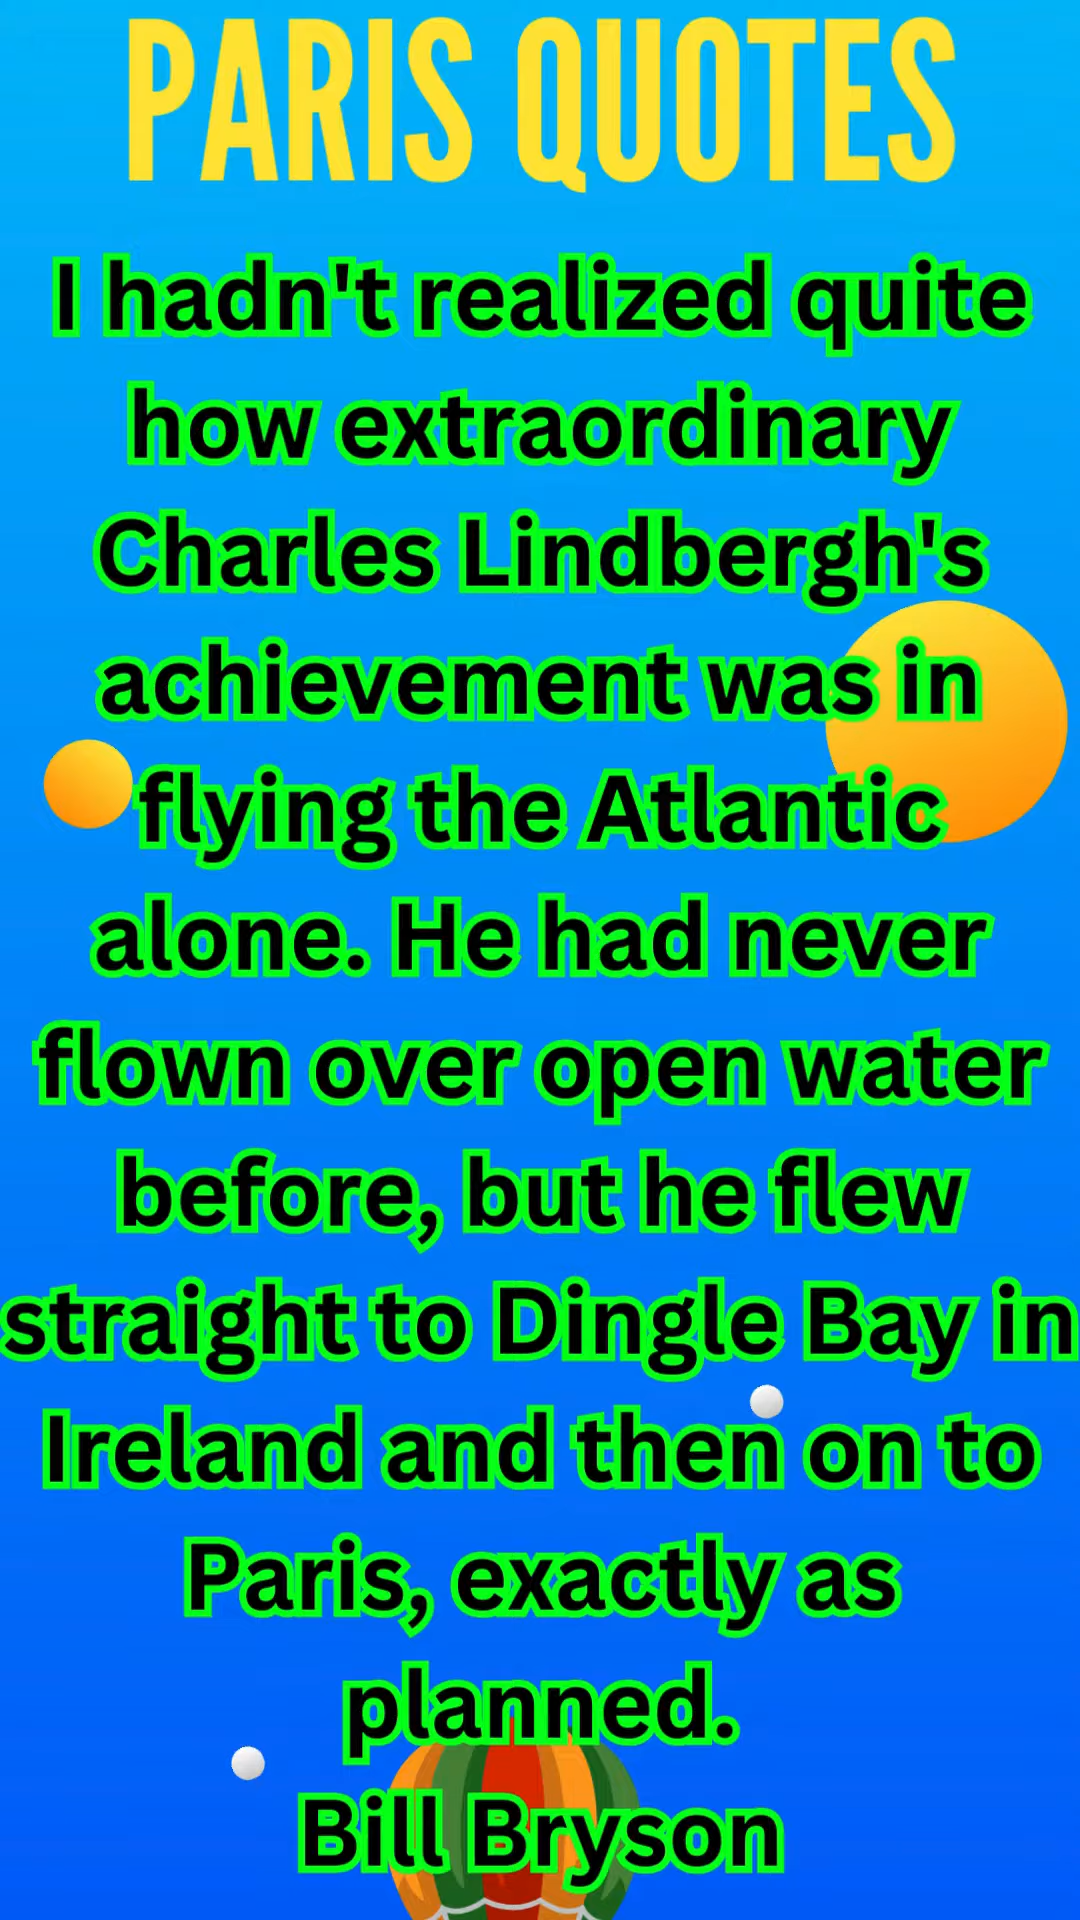 PARIS QUOTES
I hadn't realized quite
how extraordinary
Charles Lindbergh's
achievement was in
flying the Atlantic
alone. He had never
flown over open water
before, but he flew
straight to Dingle Bay in
Ireland and then on to
Paris, exactly as
planned.
Bill Bryson